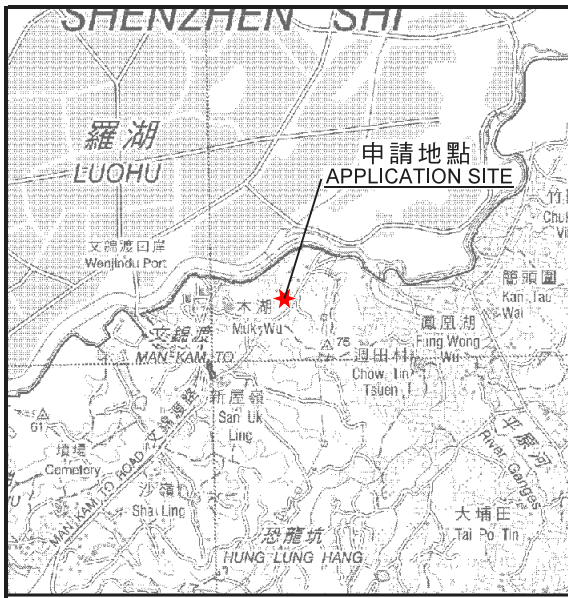 SHENZHEN SHI
羅湖
LUOHU
申請地點
APPLICATION SITE
文錦渡口岸
Wenjindu Port
竹
Chuk
Vil
簡頭圍
Kan Tau
Wai
木湖
Muk Wu
鳳凰湖
Fung Wong
Wu
文錦渡
MAN KAM TO
75
週田村
Chow Tin
Tsuen
新屋嶺
San Uk
Ling
61
墳場
Cemetery
MAN KAM TO ROAD 文錦渡路
沙嶺
Sha Ling
平原河
River Ganges
大埔田
Tai Po Tin
恐龍坑
HUNG LUNG HANG